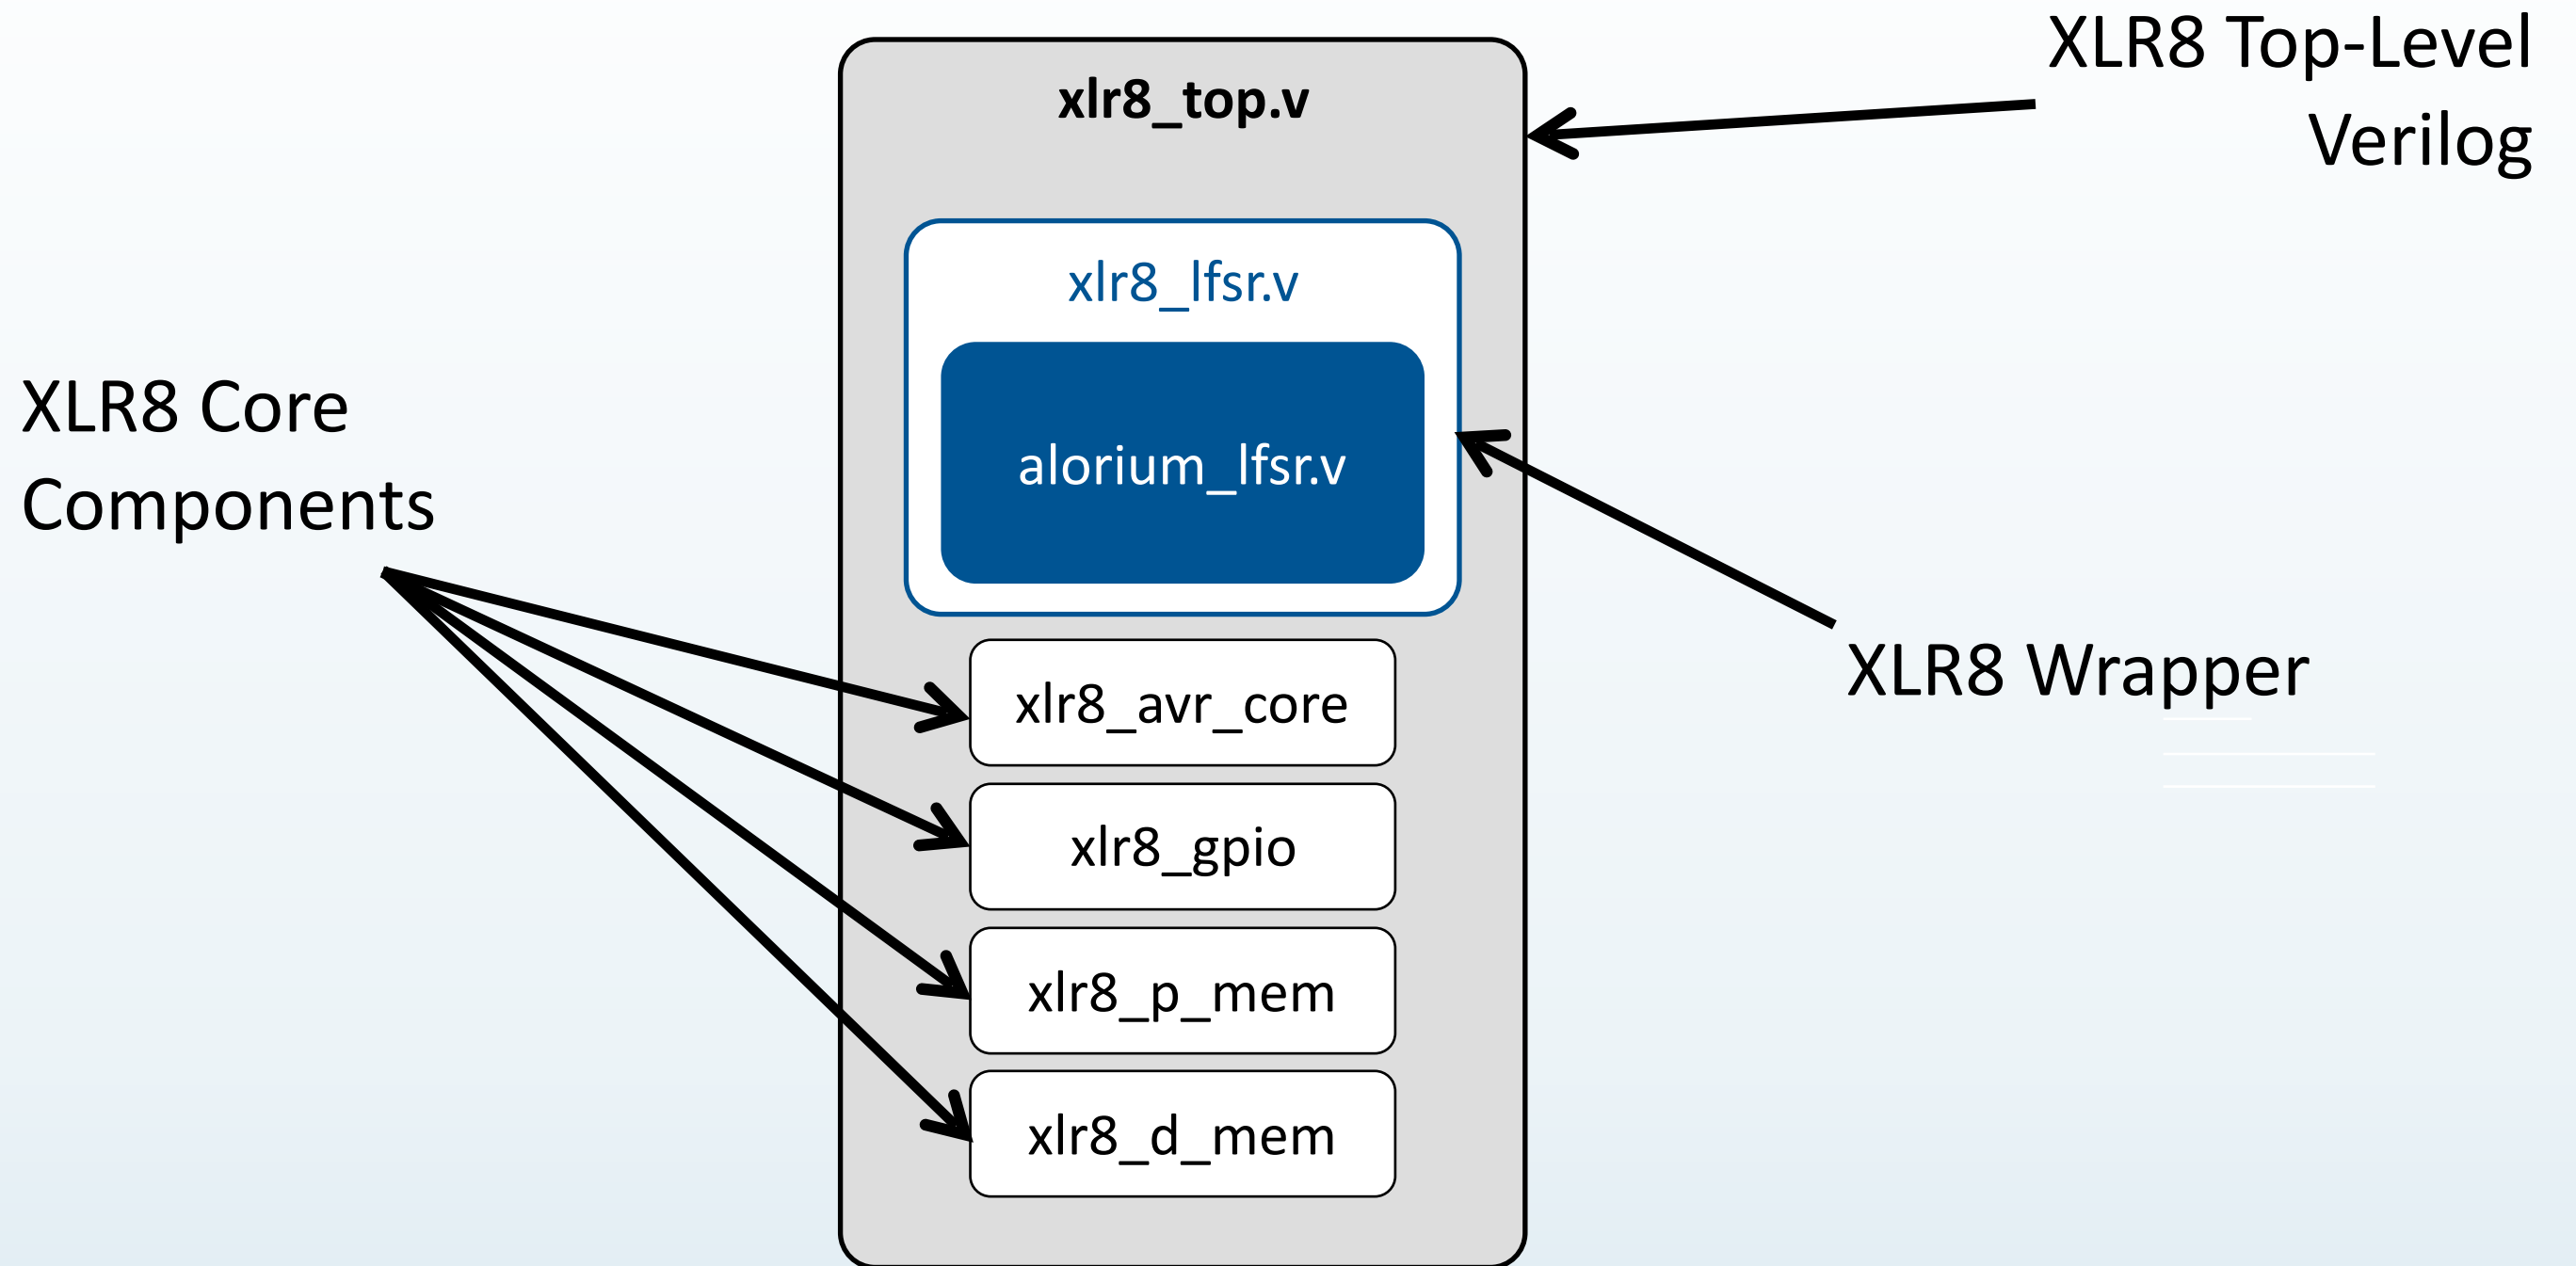 XLR8 Top-Level
Verilog
xlr8_top.v
xlr8_lfsr.v
alorium_lfsr.v
XLR8 Core
Components
XLR8 Wrapper
xlr8_avr_core
xlr8_gpio
xlr8_p_mem
xlr8_d_mem